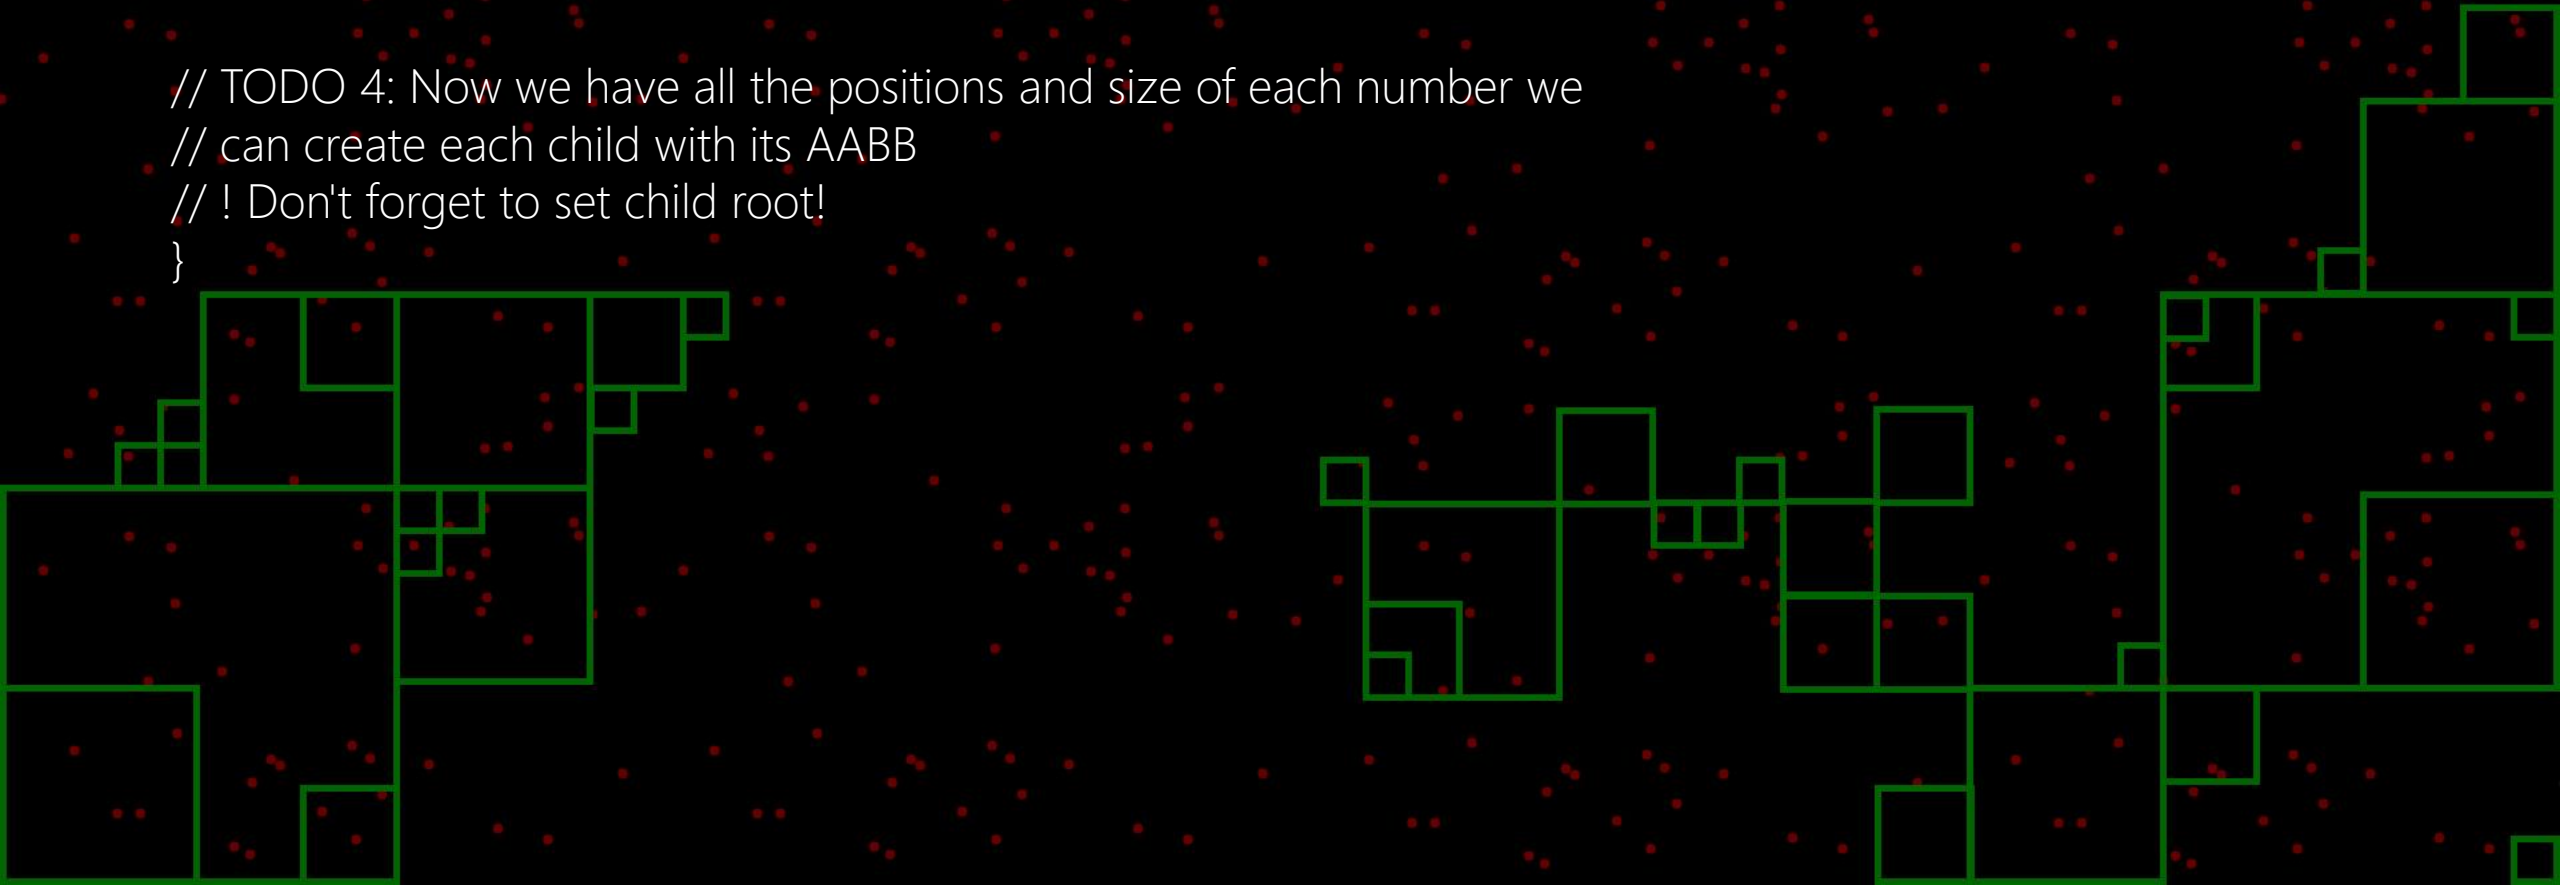 // TODO 4: Now we have all the positions and size of each number we
// can create each child with its AABB
// ! Don't forget to set child root!
}